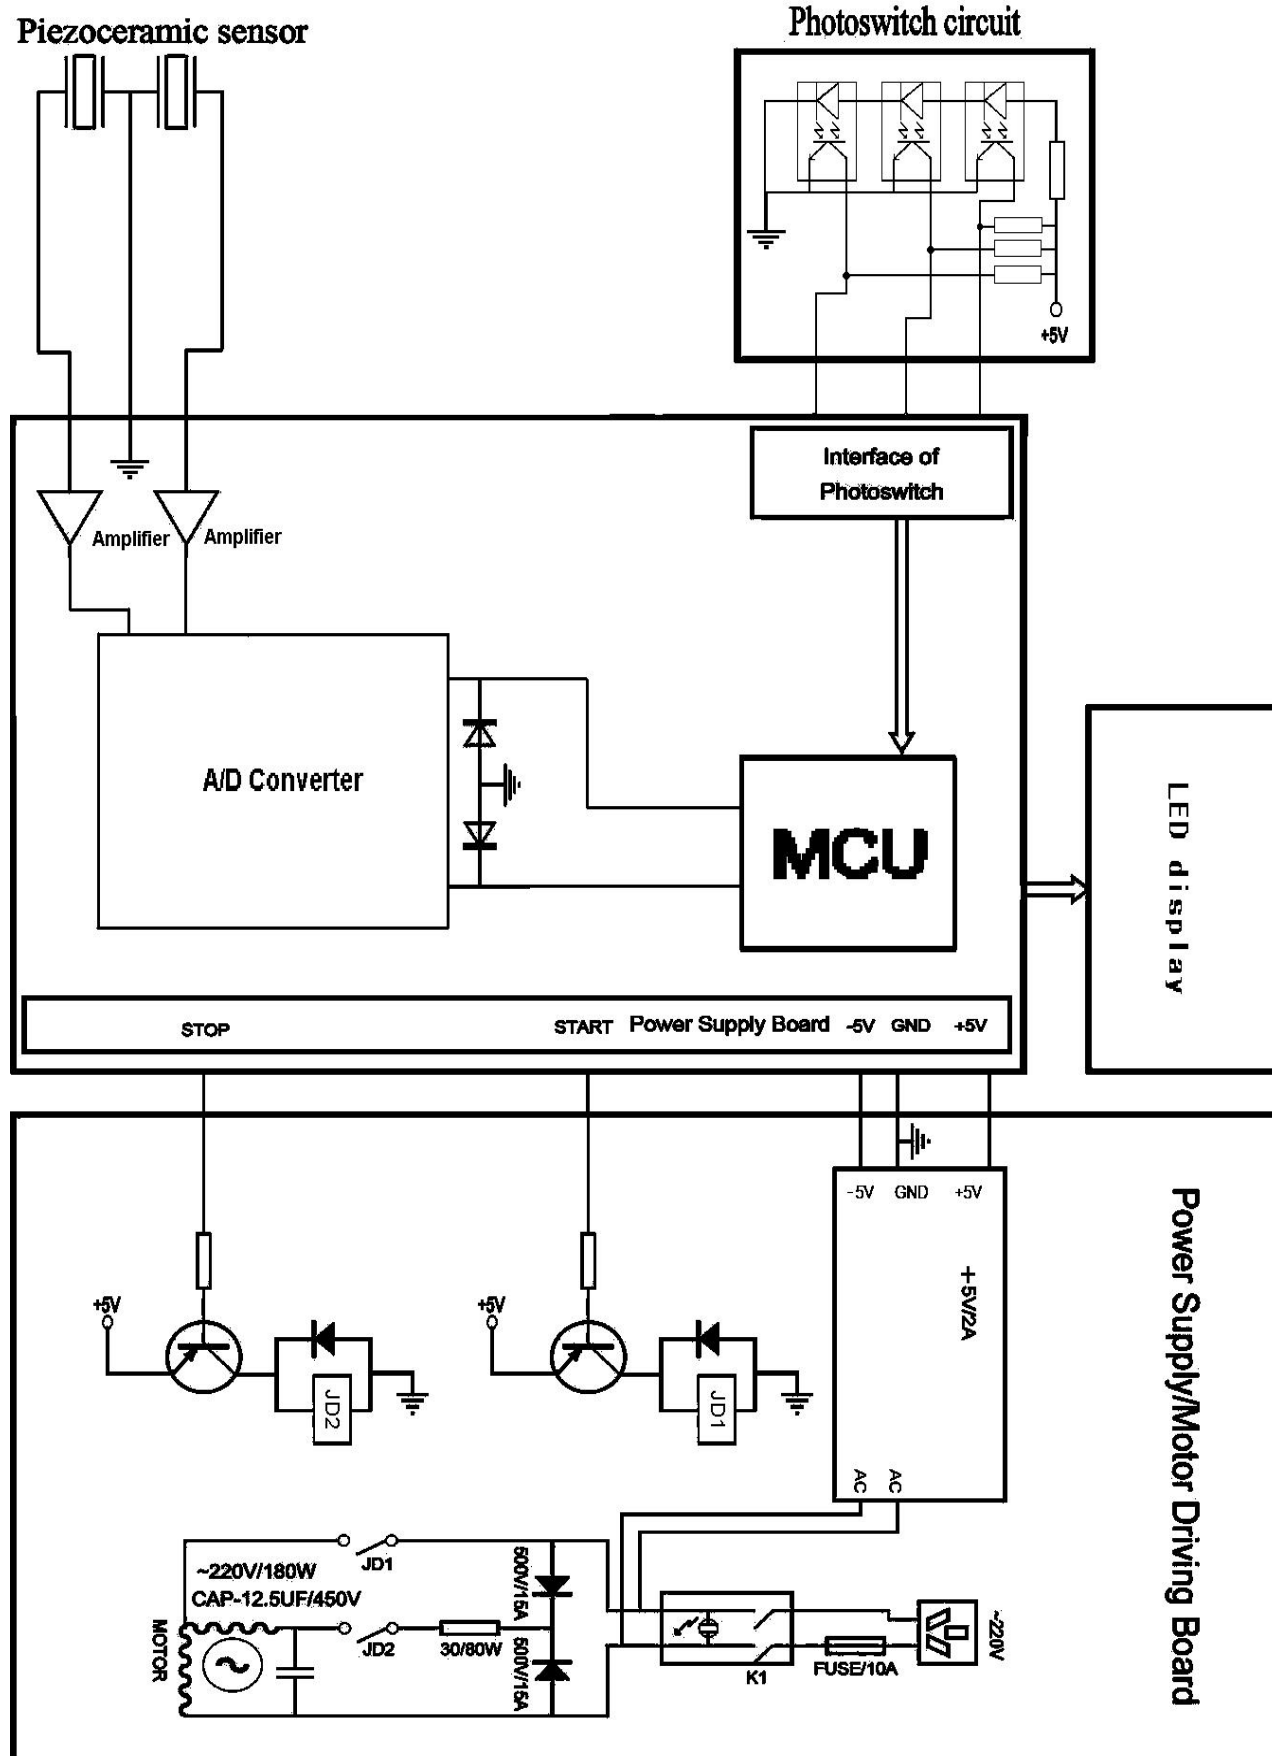 Piezoceramic sensor
Photoswitch circuit
+5V
Interface of
Photoswitch
Amplifier
Amplifier
A/D Converter
MCU
LED display
STOP
START
Power Supply Board
-5V
GND
+5V
-5V
GND
+5V
+5V/2A
AC
AC
Power Supply/Motor Driving Board
+5V
JD2
+5V
JD1
~220V/180W
CAP-12.5UF/450V
MOTOR
JD1
JD2
30/80W
500V/15A
500V/15A
K1
FUSE/10A
~220V